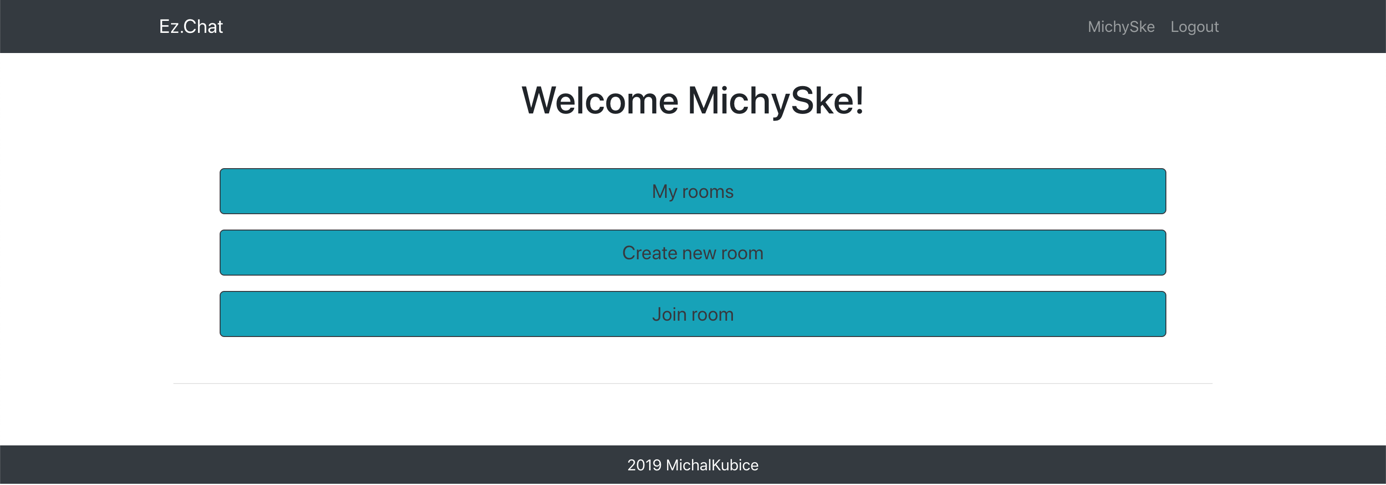 Ez.Chat MichySke Logout
Welcome MichySke!
My rooms
Create new room
Join room
2019 MichalKubice